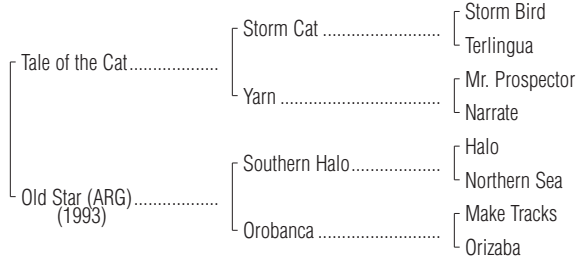 Storm Bird
Storm Cat ........................
Terlingua
Tale of the Cat...................
Mr. Prospector
Yarn .................................
Narrate
Halo
Southern Halo...................
Northern Sea
Old Star (ARG)..................
(1993)
Make Tracks
Orobanca .........................
Orizaba